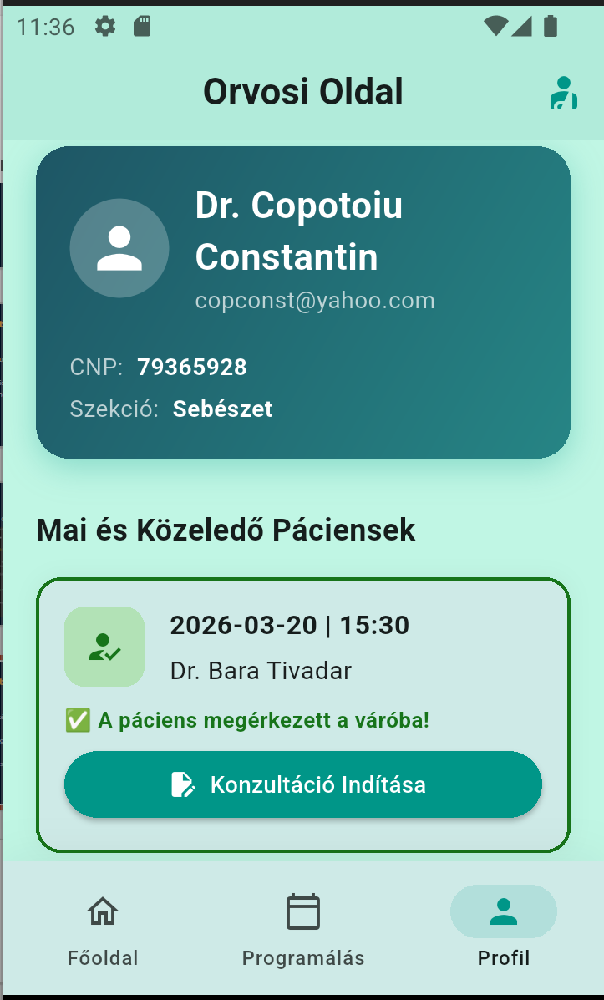 11:36
Orvosi Oldal
Dr. Copotoiu
Constantin
copconst@yahoo.com
CNP: 79365928
Szekció: Sebészet
Mai és Közeledő Páciensek
2026-03-20 | 15:30
Dr. Bara Tivadar
✅ A páciens megérkezett a váróba!
Konzultáció Indítása
Főoldal
Programálás
Profil